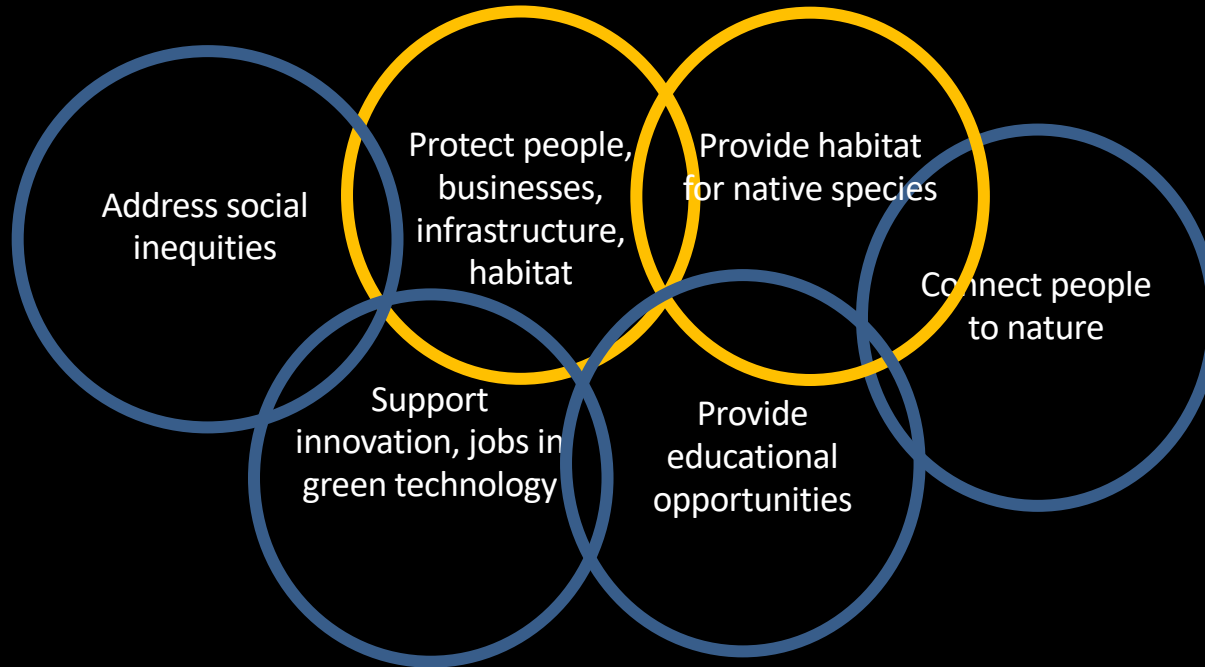 Address social
inequities
Protect people,
businesses,
infrastructure,
habitat
Provide habitat
for native species
Connect people
to nature
Support
innovation, jobs in
green technology
Provide
educational
opportunities